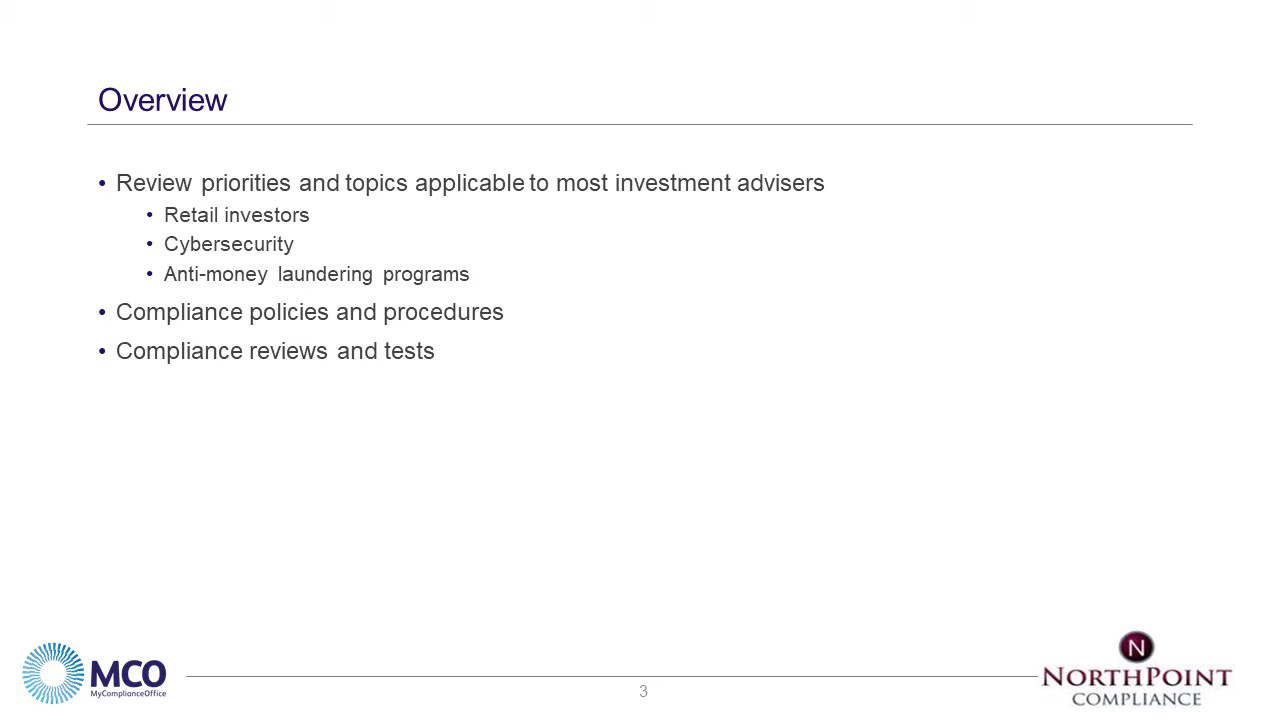 Overview
• Review priorities and topics applicable to most investment advisers
• Retail investors
• Cybersecurity
• Anti-money laundering programs
• Compliance policies and procedures
• Compliance reviews and tests
MCO
MyComplianceOffice
3
N
NORTHPOINT
COMPLIANCE